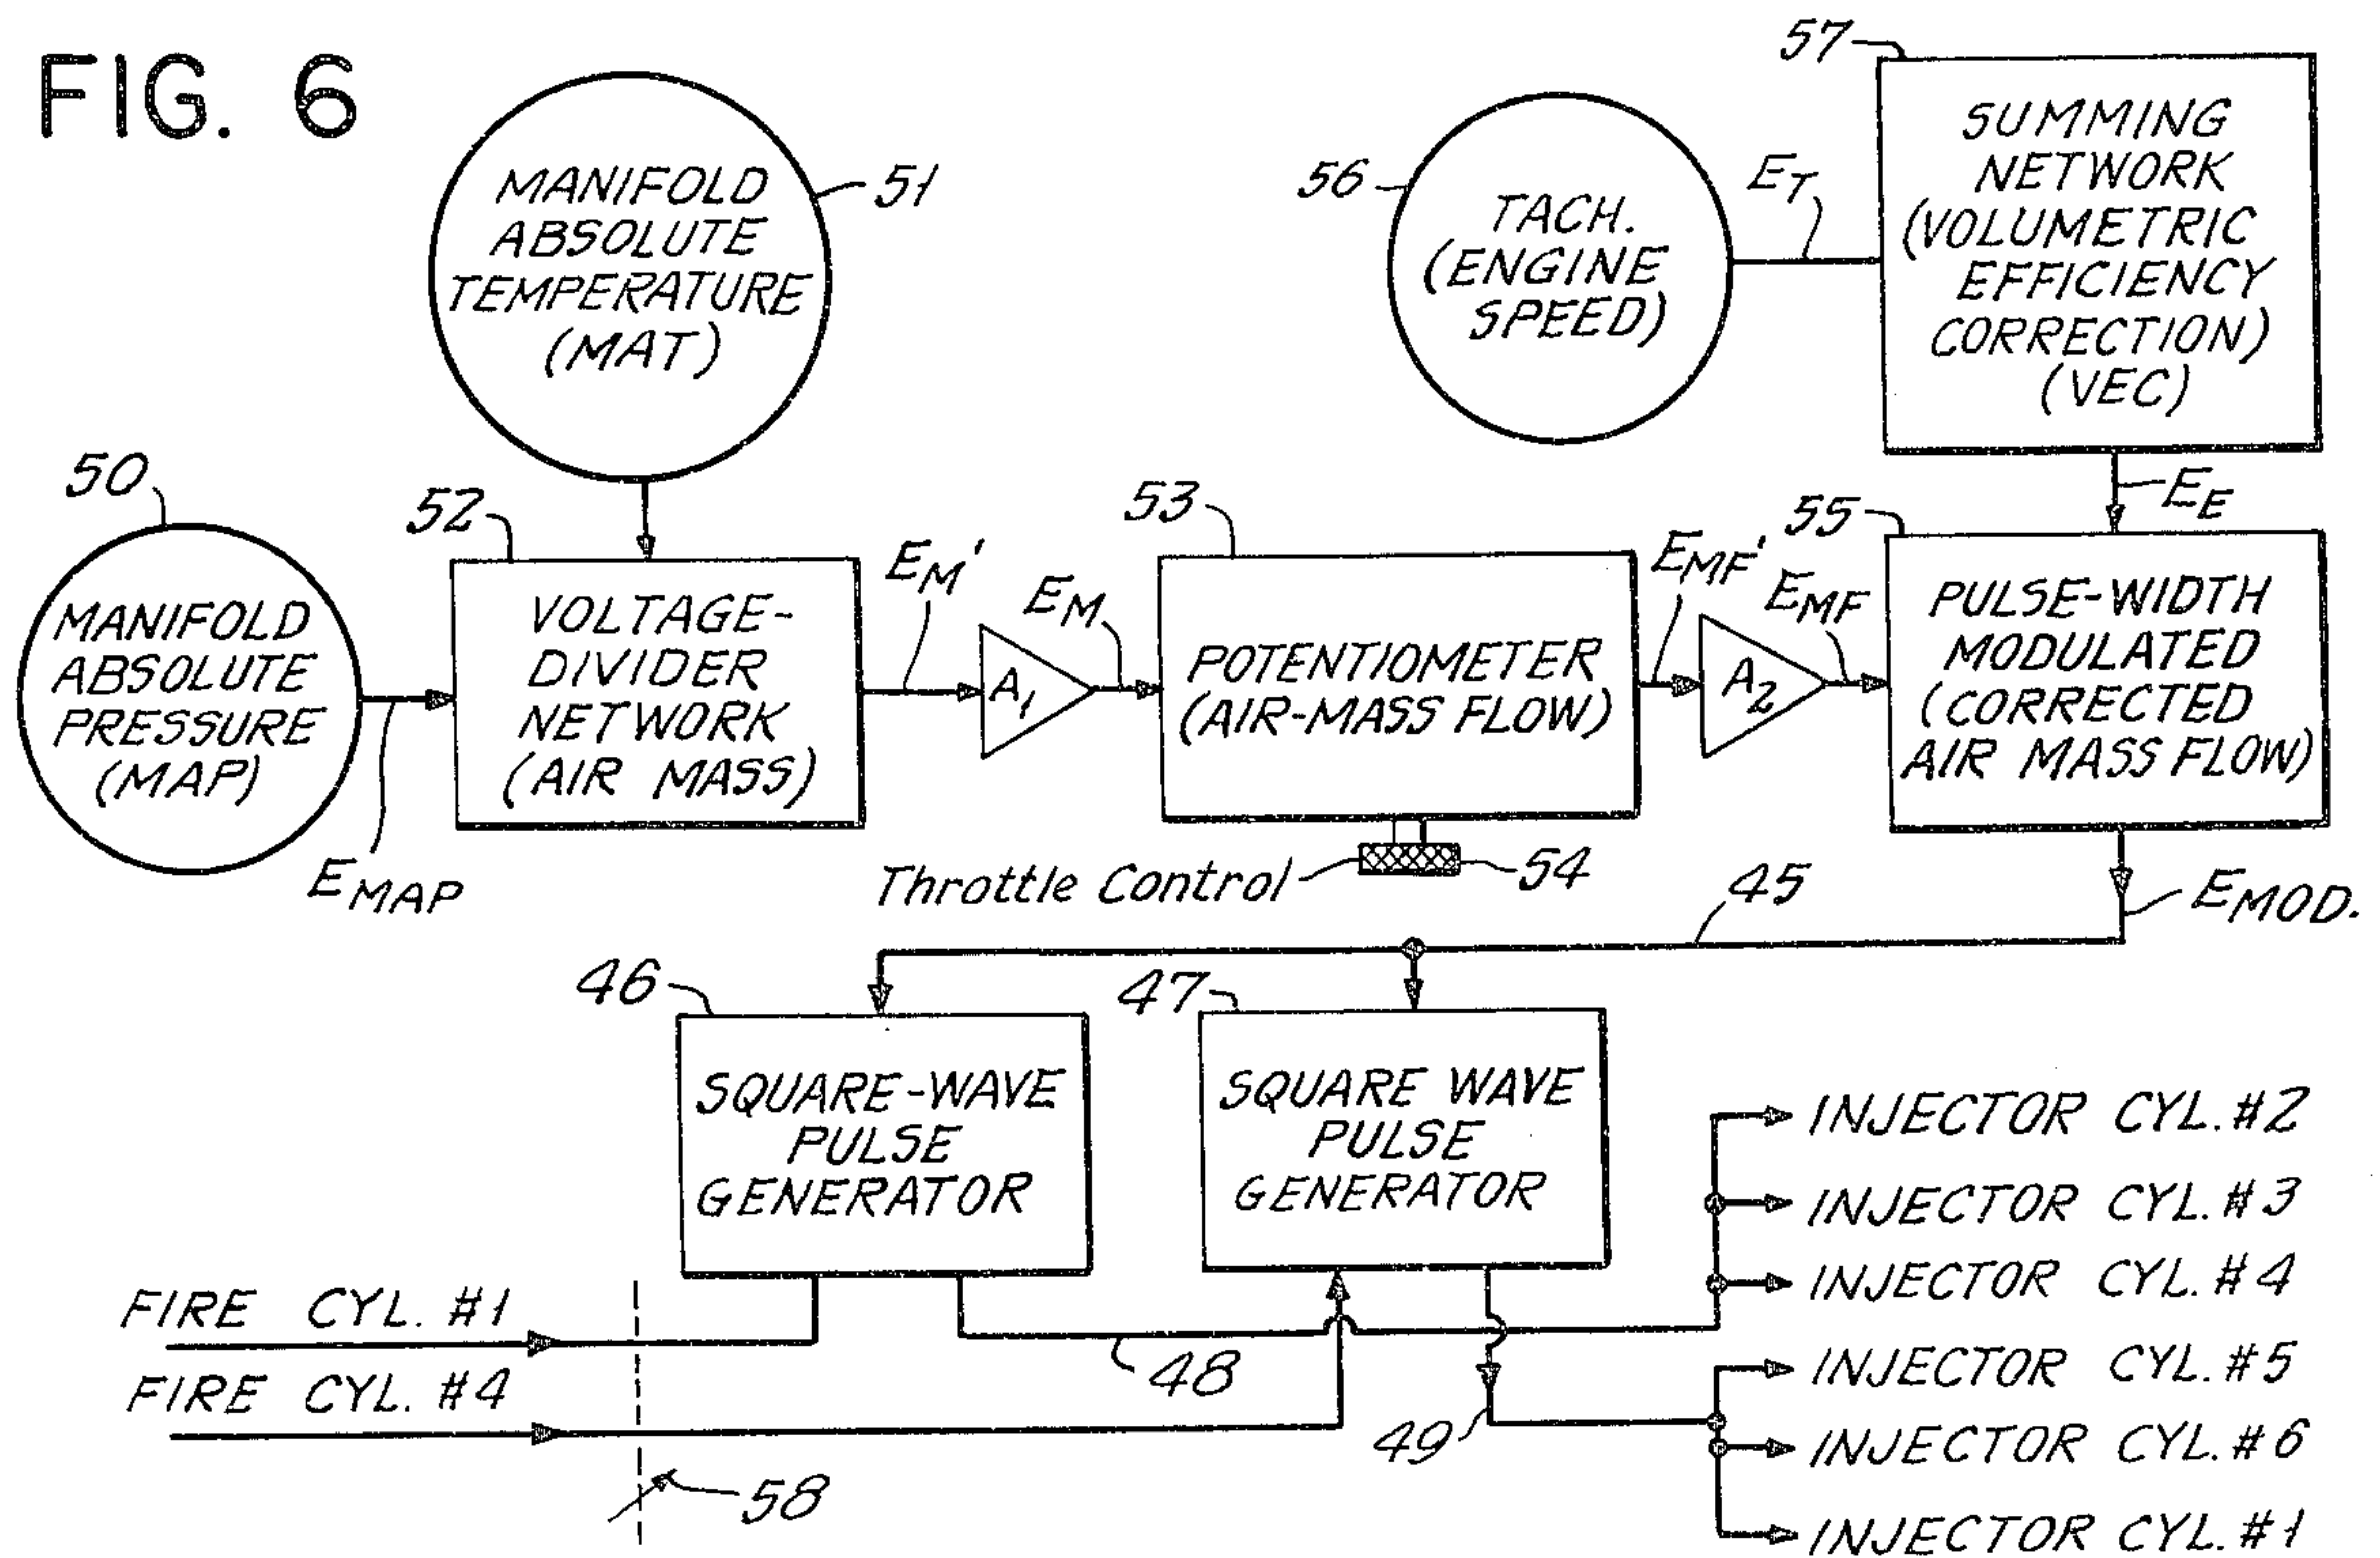 FIG. 6
57
SUMMING
NETWORK
(VOLUMETRIC
EFFICIENCY
CORRECTION)
(VEC)
MANIFOLD
ABSOLUTE
TEMPERATURE
(MAT)
51
56
TACH.
(ENGINE
SPEED)
ET
EE
50
MANIFOLD
ABSOLUTE
PRESSURE
(MAP)
EMAP
52
VOLTAGE-
DIVIDER
NETWORK
(AIR MASS)
EM'
A1
EM
53
POTENTIOMETER
(AIR-MASS FLOW)
Throttle Control
54
EMF'
A2
EMF
55
PULSE-WIDTH
MODULATED
(CORRECTED
AIR MASS FLOW)
EMOD.
45
46
SQUARE-WAVE
PULSE
GENERATOR
47
SQUARE WAVE
PULSE
GENERATOR
INJECTOR CYL. #2
INJECTOR CYL. #3
INJECTOR CYL. #4
INJECTOR CYL. #5
INJECTOR CYL. #6
INJECTOR CYL. #1
FIRE CYL. #1
FIRE CYL. #4
48
49
58